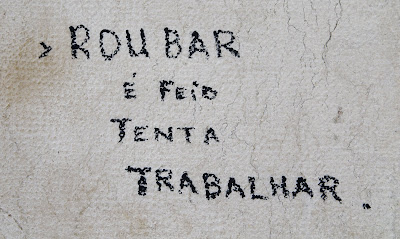 > ROUBAR
É FEIO
TENTA
TRABALHAR.